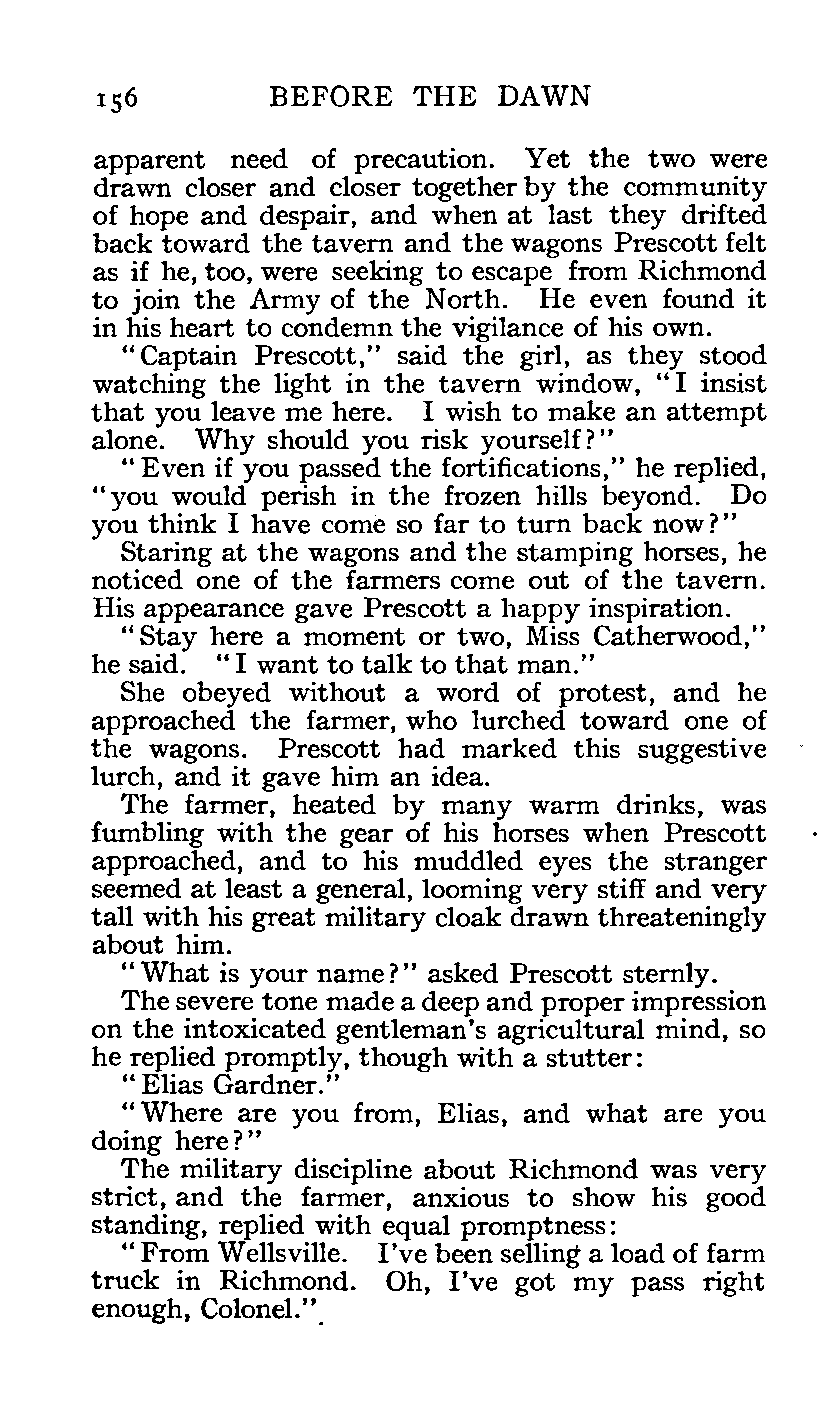 156 BEFORE THE DAWN
apparent need of precaution. Yet the two were
drawn closer and closer together by the community
of hope and despair, and when at last they drifted
back toward the tavern and the wagons Prescott felt
as if he, too, were seeking to escape from Richmond
to join the Army of the North. He even found it
in his heart to condemn the vigilance of his own.
"Captain Prescott," said the girl, as they stood
watching the light in the tavern window, "I insist
that you leave me here. I wish to make an attempt
alone. Why should you risk yourself?"
"Even if you passed the fortifications," he replied,
"you would perish in the frozen hills beyond. Do
you think I have come so far to turn back now?"
Staring at the wagons and the stamping horses, he
noticed one of the farmers come out of the tavern.
His appearance gave Prescott a happy inspiration.
"Stay here a moment or two, Miss Catherwood,"
he said. "I want to talk to that man."
She obeyed without a word of protest, and he
approached the farmer, who lurched toward one of
the wagons. Prescott had marked this suggestive
lurch, and it gave him an idea.
The farmer, heated by many warm drinks, was
fumbling with the gear of his horses when Prescott
approached, and to his muddled eyes the stranger
seemed at least a general, looming very stiff and very
tall with his great military cloak drawn threateningly
about him.
"What is your name?" asked Prescott sternly.
The severe tone made a deep and proper impression
on the intoxicated gentleman's agricultural mind, so
he replied promptly, though with a stutter:
"Elias Gardner."
"Where are you from, Elias, and what are you
doing here?"
The military discipline about Richmond was very
strict, and the farmer, anxious to show his good
standing, replied with equal promptness:
"From Wellsville. I've been selling a load of farm
truck in Richmond. Oh, I've got my pass right
enough, Colonel."